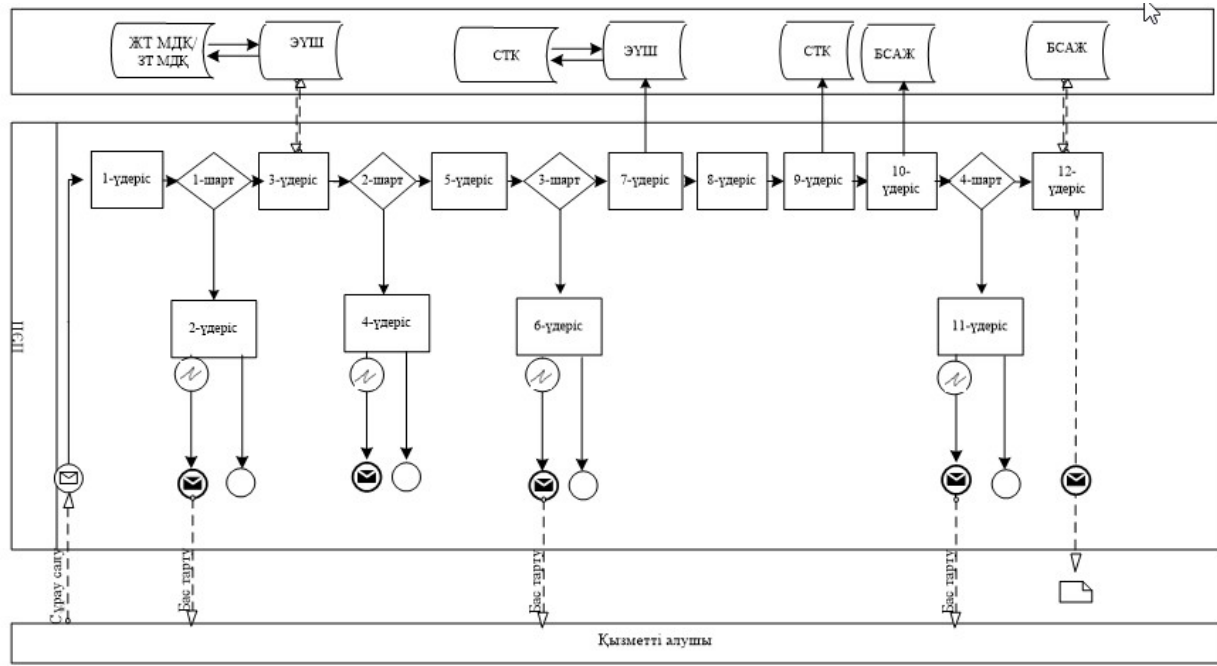 ЖТ МДҚ/
ЗТ МДҚ
ЭҮШ
СТК
ЭҮШ
СТК
БСАЖ
БСАЖ
1-үдеріс
1-шарт
3-үдеріс
2-шарт
5-үдеріс
3-шарт
7-үдеріс
8-үдеріс
9-үдеріс
10-
үдеріс
4-шарт
12-
үдеріс
2-үдеріс
4-үдеріс
6-үдеріс
11-үдеріс
Сұрау салу
Бас тарту
Бас тарту
Бас тарту
Қызметті алушы